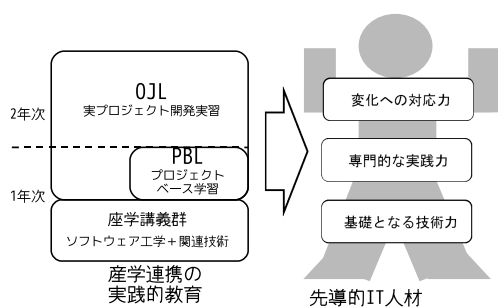 OJL
実プロジェクト開発実習
2年次
PBL
プロジェクト
ベース学習
1年次
座学講義群
ソフトウェア工学＋関連技術
産学連携の
実践的教育
変化への対応力
専門的な実践力
基礎となる技術力
先導的IT人材